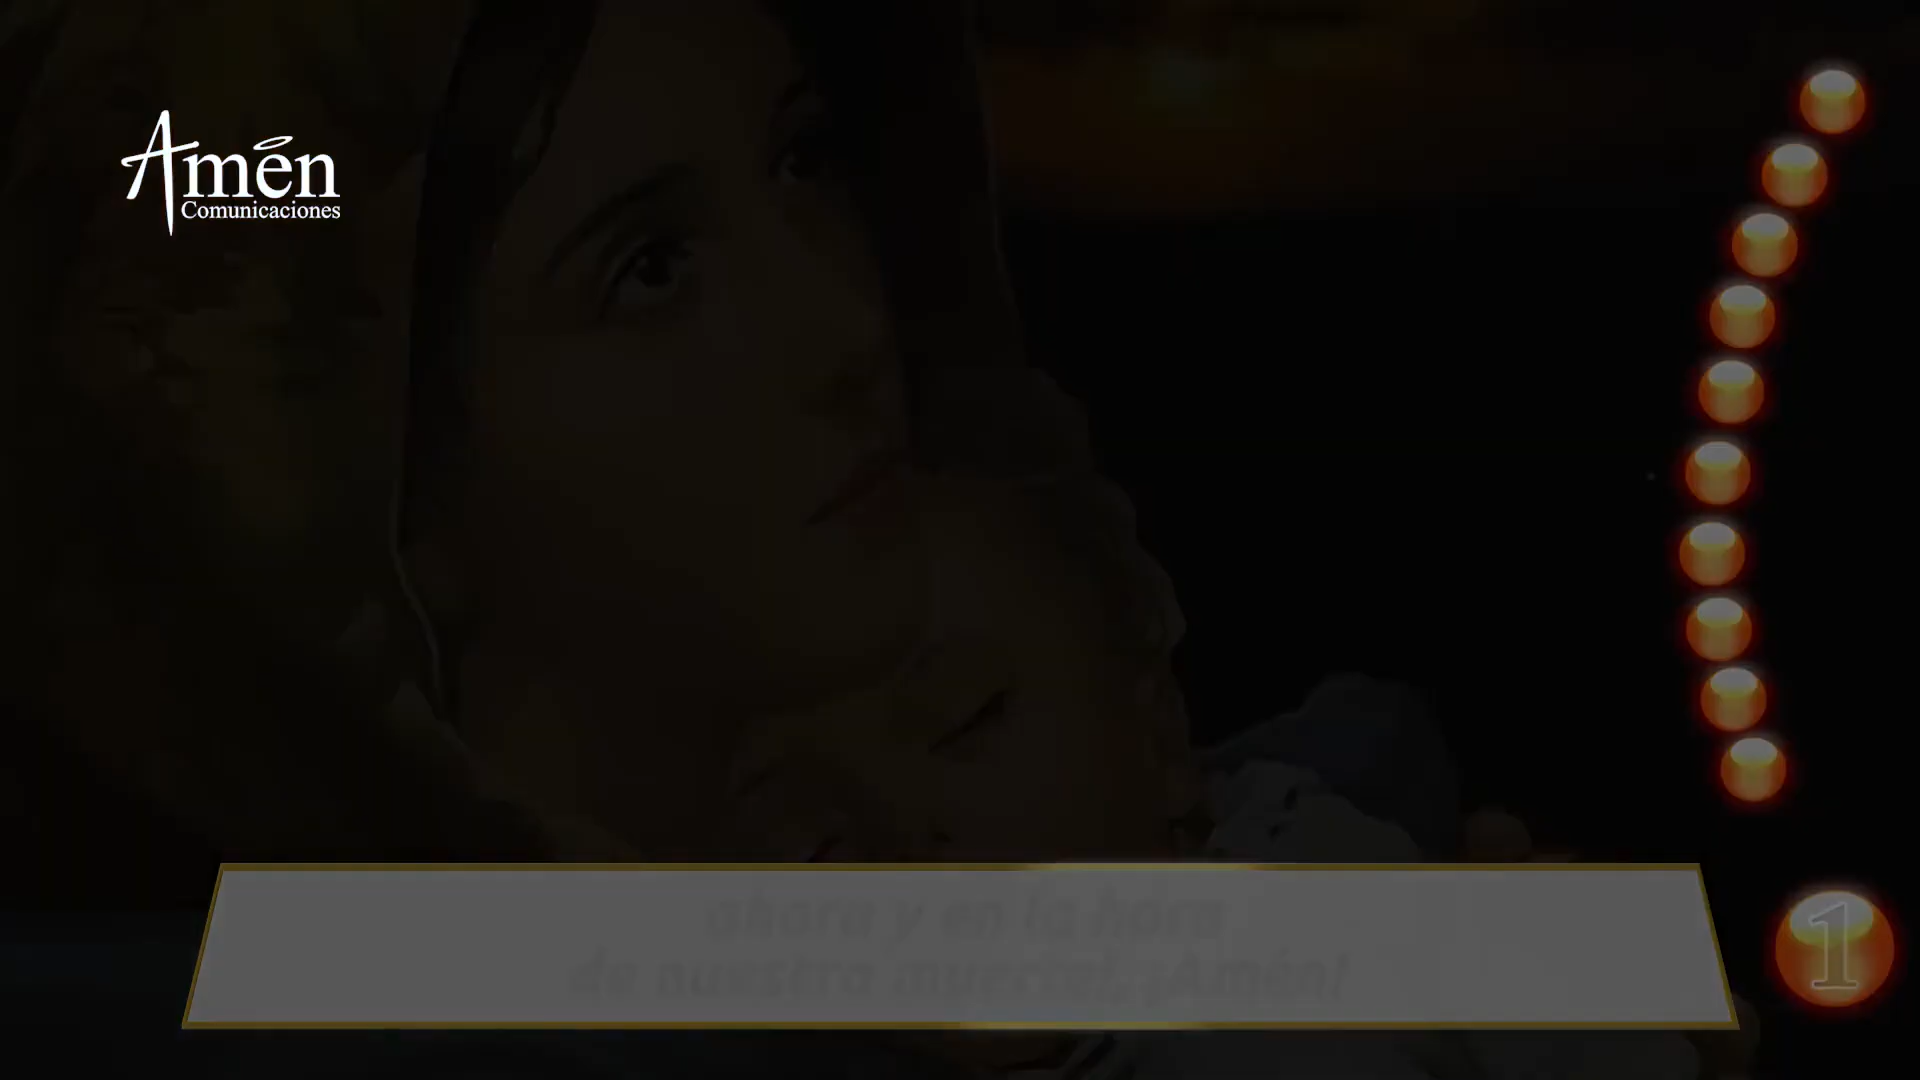 Amén
Comunicaciones
ahora y en la hora
de nuestra muerte!. ¡Amén!
1